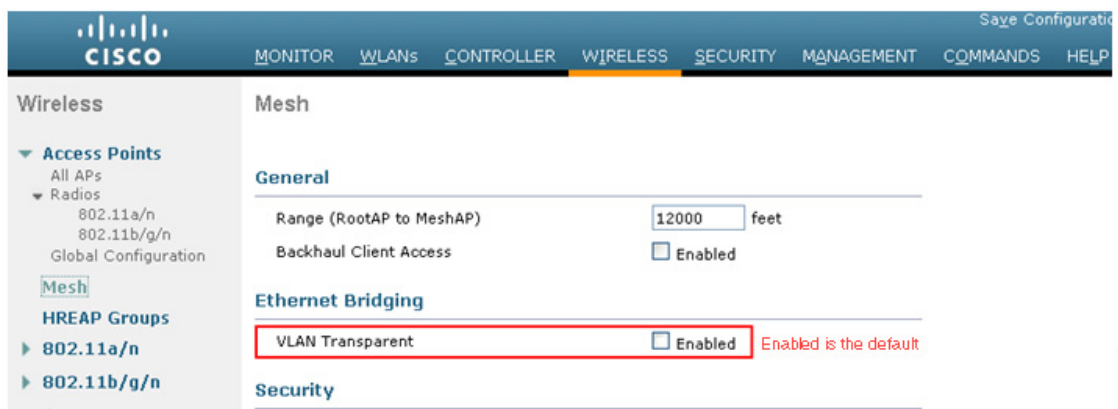 Save Configuratio
CISCO
MONITOR WLANs CONTROLLER WIRELESS SECURITY MANAGEMENT COMMANDS HELP
Wireless
Mesh
Access Points
All APs
Radios
802.11a/n
802.11b/g/n
Global Configuration
Mesh
HREAP Groups
802.11a/n
802.11b/g/n
General
Range (RootAP to MeshAP) 12000 feet
Backhaul Client Access Enabled
Ethernet Bridging
VLAN Transparent Enabled Enabled is the default
Security